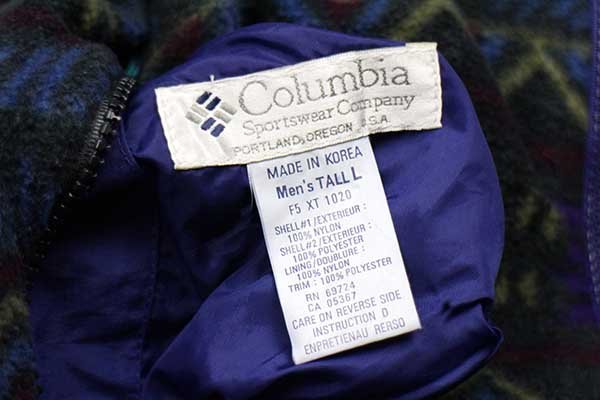 Columbia
Sportswear Company
PORTLAND, OREGON U.S.A.
MADE IN KOREA
Men's TALL L
F5 XT 1020
SHELL#1/EXTERIEUR:
100% NYLON
SHELL#2/EXTERIEUR:
100% POLYESTER
LINING/DOUBLURE:
100% NYLON
TRIM: 100% POLYESTER
RN 69724
CA 05367
CARE ON REVERSE SIDE
INSTRUCTION D
ENPRETIENAU RERSO